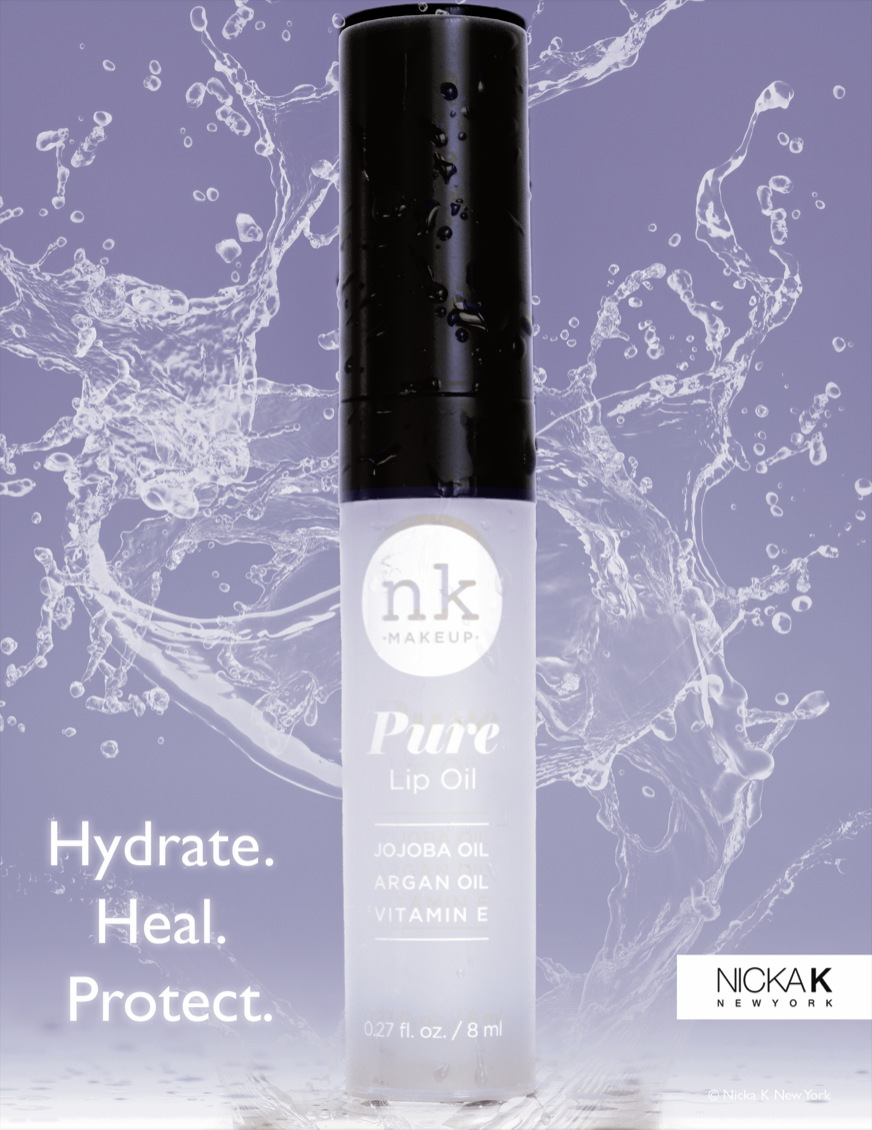 nk
·MAKEUP·
Pure
Lip Oil
JOJOBA OIL
ARGAN OIL
VITAMIN E
0.27 fl. oz. / 8 ml
Hydrate.
Heal.
Protect.
NICKA K
NEW YORK
© Nicka K New York